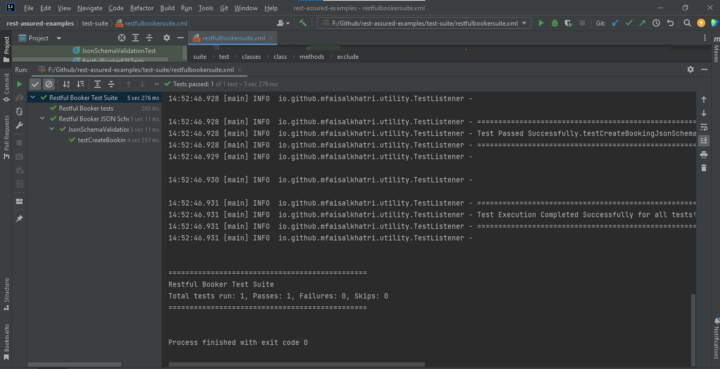 File Edit View Navigate Code Refactor Build Run Tools Git Window Help rest-assured-examples - restfulbookersuite.xml
rest-assured-examples › test-suite › restfulbookersuite.xml F:/Github/rest-assured-examples/test-suite/restfulbookersuite.xml Git:
Project restfulbookersuite.xml
JsonSchemaValidationTest
suite › test › classes › class › methods › exclude
Run: F:/Github/rest-assured-examples/test-suite/restfulbookersuite.xml
Tests passed: 1 of 1 test – 5 sec 276 ms
Restful Booker Test Suite 5 sec 276 ms
Restful Booker tests
Restful Booker JSON Sche 5 sec 11 ms
JsonSchemaValidatio 5 sec 11 ms
testCreateBookin 4 sec 257 ms
14:52:46.928 [main] INFO io.github.mfaisalkhatri.utility.TestListener -
14:52:46.928 [main] INFO io.github.mfaisalkhatri.utility.TestListener - ================================================
14:52:46.928 [main] INFO io.github.mfaisalkhatri.utility.TestListener - Test Passed Successfully.testCreateBookingJsonSchema
14:52:46.928 [main] INFO io.github.mfaisalkhatri.utility.TestListener - ================================================
14:52:46.929 [main] INFO io.github.mfaisalkhatri.utility.TestListener -
14:52:46.930 [main] INFO io.github.mfaisalkhatri.utility.TestListener -
14:52:46.931 [main] INFO io.github.mfaisalkhatri.utility.TestListener - ================================================
14:52:46.931 [main] INFO io.github.mfaisalkhatri.utility.TestListener - Test Execution Completed Successfully for all tests!
14:52:46.931 [main] INFO io.github.mfaisalkhatri.utility.TestListener - ================================================
14:52:46.931 [main] INFO io.github.mfaisalkhatri.utility.TestListener -
===============================================
Restful Booker Test Suite
Total tests run: 1, Passes: 1, Failures: 0, Skips: 0
===============================================
Process finished with exit code 0
Project
Commit
Pull Requests
Structure
Bookmarks
Maven
Notifications